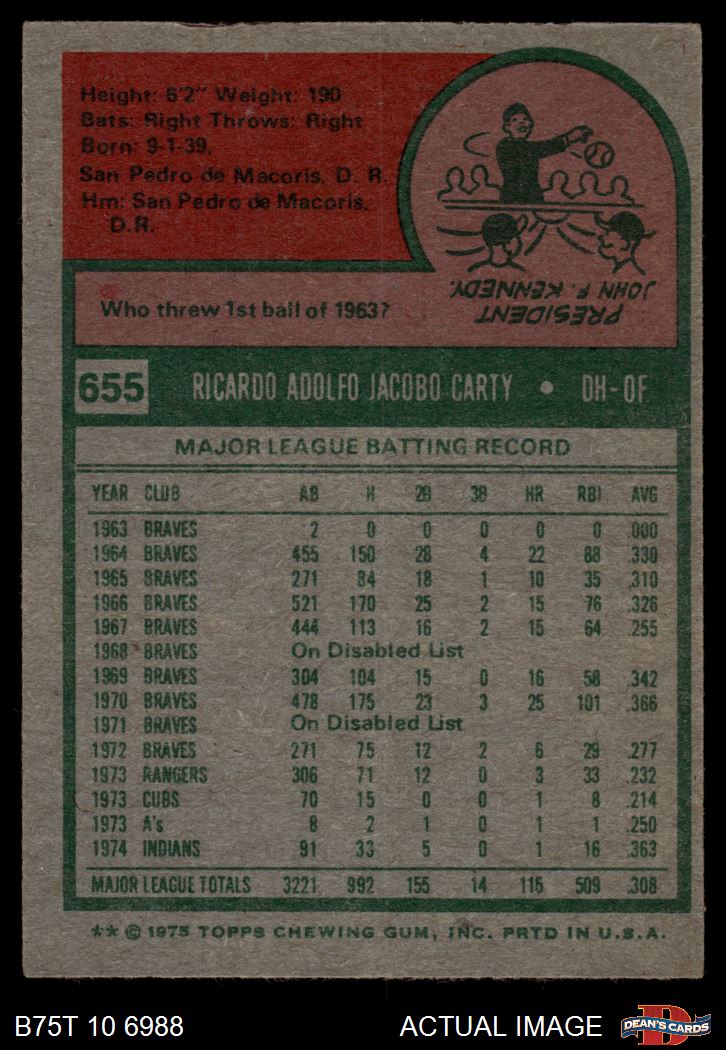 Height: 6'2" Weight: 190
Bats: Right Throws: Right
Born: 9-1-39,
San Pedro de Macoris, D. R.
Hm: San Pedro de Macoris,
D.R.
Who threw 1st ball of 1963?
PRESIDENT
JOHN F. KENNEDY.
655 RICARDO ADOLFO JACOBO CARTY • DH-OF
MAJOR LEAGUE BATTING RECORD
YEAR CLUB AB H 2B 3B HR RBI AVG
1963 BRAVES 2 0 0 0 0 0 .000
1964 BRAVES 455 150 28 4 22 88 .330
1965 BRAVES 271 84 18 1 10 35 .310
1966 BRAVES 521 170 25 2 15 76 .326
1967 BRAVES 444 113 16 2 15 64 .255
1968 BRAVES On Disabled List
1969 BRAVES 304 104 15 0 16 58 .342
1970 BRAVES 478 175 23 3 25 101 .366
1971 BRAVES On Disabled List
1972 BRAVES 271 75 12 2 6 29 .277
1973 RANGERS 306 71 12 0 3 33 .232
1973 CUBS 70 15 0 0 1 8 .214
1973 A's 8 2 1 0 1 1 .250
1974 INDIANS 91 33 5 0 1 16 .363
MAJOR LEAGUE TOTALS 3221 992 155 14 115 509 .308
** © 1975 TOPPS CHEWING GUM, INC. PRTD IN U.S.A.
B75T 10 6988 ACTUAL IMAGE
DEAN'S CARDS